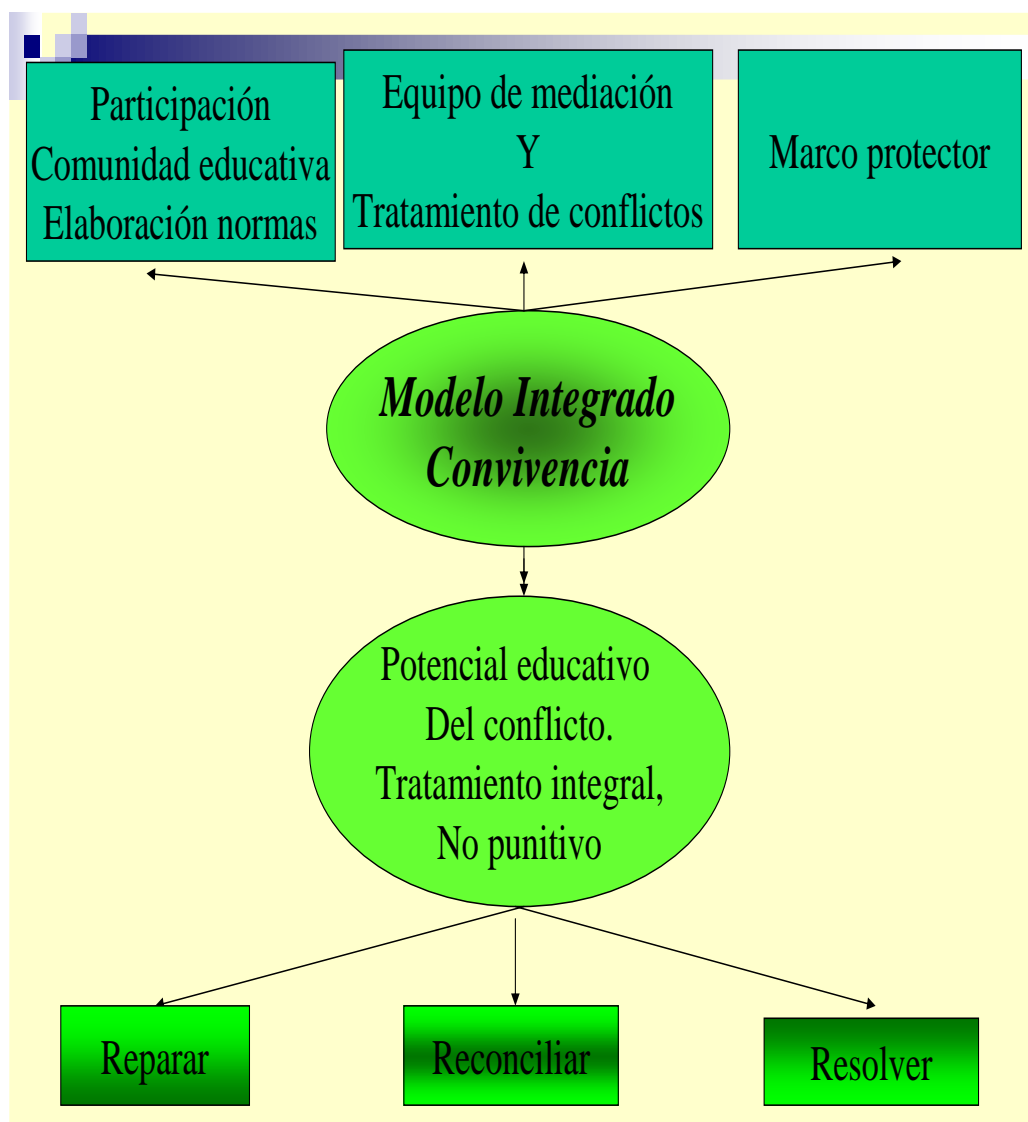 Participación
Comunidad educativa
Elaboración normas
Equipo de mediación
Y
Tratamiento de conflictos
Marco protector
Modelo Integrado
Convivencia
Potencial educativo
Del conflicto.
Tratamiento integral,
No punitivo
Reparar
Reconciliar
Resolver